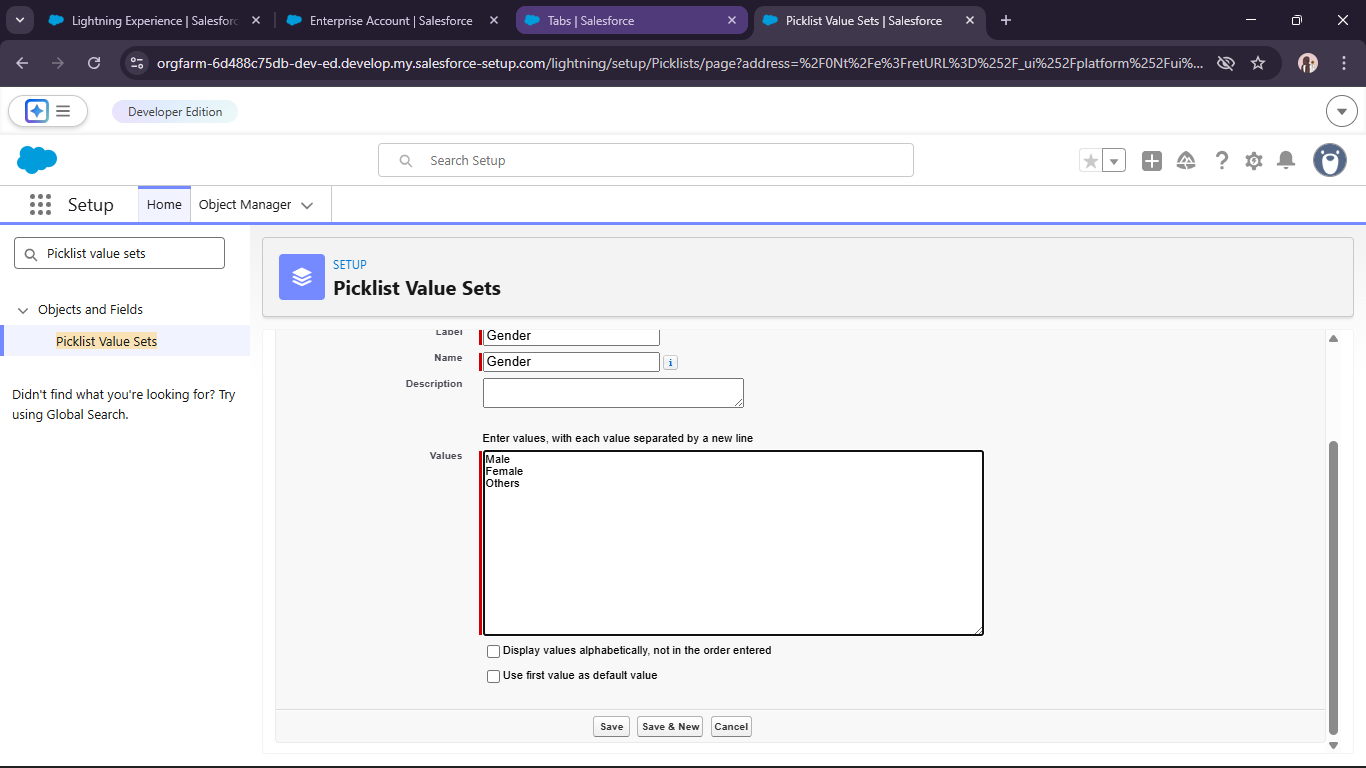 Lightning Experience | Salesforc
Enterprise Account | Salesforce
Tabs | Salesforce
Picklist Value Sets | Salesforce
orgfarm-6d488c75db-dev-ed.develop.my.salesforce-setup.com/lightning/setup/Picklists/page?address=%2F0Nt%2Fe%3FretURL%3D%252F_ui%252Fplatform%252Fui%...
Developer Edition
Search Setup
Setup
Home
Object Manager
Picklist value sets
Objects and Fields
Picklist Value Sets
Didn't find what you're looking for? Try
using Global Search.
SETUP
Picklist Value Sets
Label
Gender
Name
Gender
i
Description
Enter values, with each value separated by a new line
Values
Male
Female
Others
Display values alphabetically, not in the order entered
Use first value as default value
Save
Save & New
Cancel